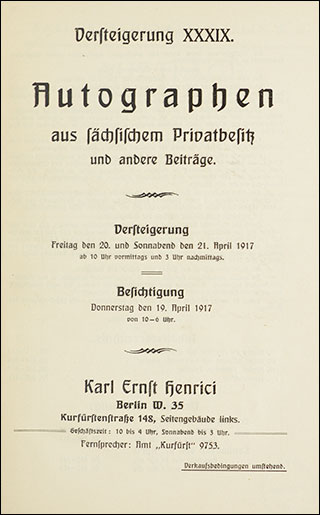 Versteigerung XXXIX.
Autographen
aus sächsischem Privatbesitz
und andere Beiträge.
Versteigerung
Freitag den 20. und Sonnabend den 21. April 1917
ab 10 Uhr vormittags und 3 Uhr nachmittags.
Besichtigung
Donnerstag den 19. April 1917
von 10–6 Uhr.
Karl Ernst Henrici
Berlin W. 35
Kurfürstenstraße 148, Seitengebäude links.
Geschäftszeit: 10 bis 4 Uhr, Sonnabend bis 3 Uhr.
Fernsprecher: Amt „Kurfürst" 9753.
Verkaufsbedingungen umstehend.